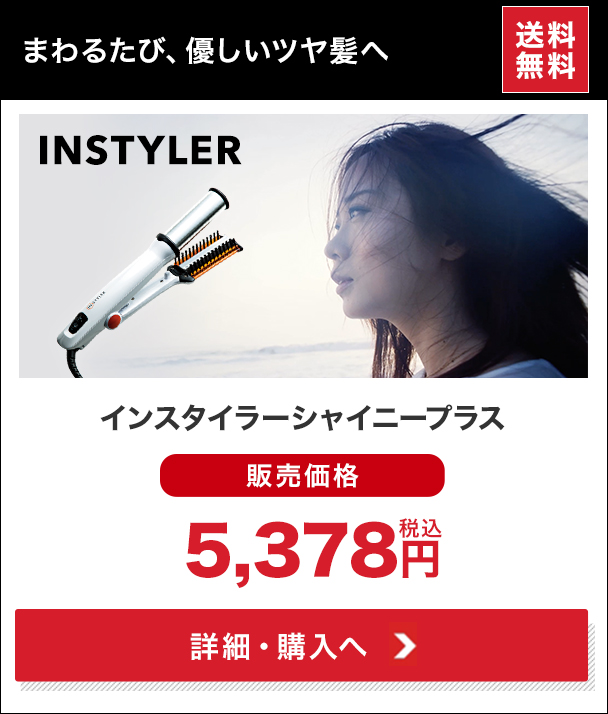 まわるたび、優しいツヤ髪へ
送料
無料
INSTYLER
INSTYLER
インスタイラーシャイニープラス
販売価格
5,378円 税込
詳細・購入へ